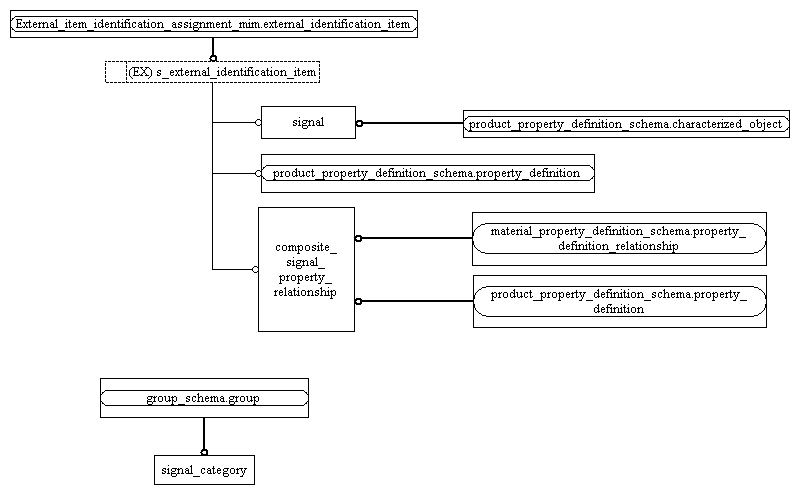 External_item_identification_assignment_mim.external_identification_item
(EX) s_external_identification_item
signal
product_property_definition_schema.characterized_object
product_property_definition_schema.property_definition
composite_
signal_
property_
relationship
material_property_definition_schema.property_
definition_relationship
product_property_definition_schema.property_
definition
group_schema.group
signal_category